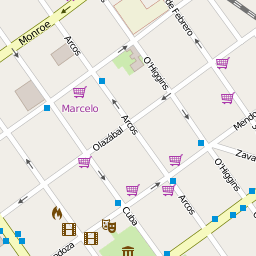 de Febrero
Monroe
Arcos
O'Higgins
Marcelo
Mendo
Olazábal
Arcos
Zava
O'Higgins
Arcos
Cuba
doza